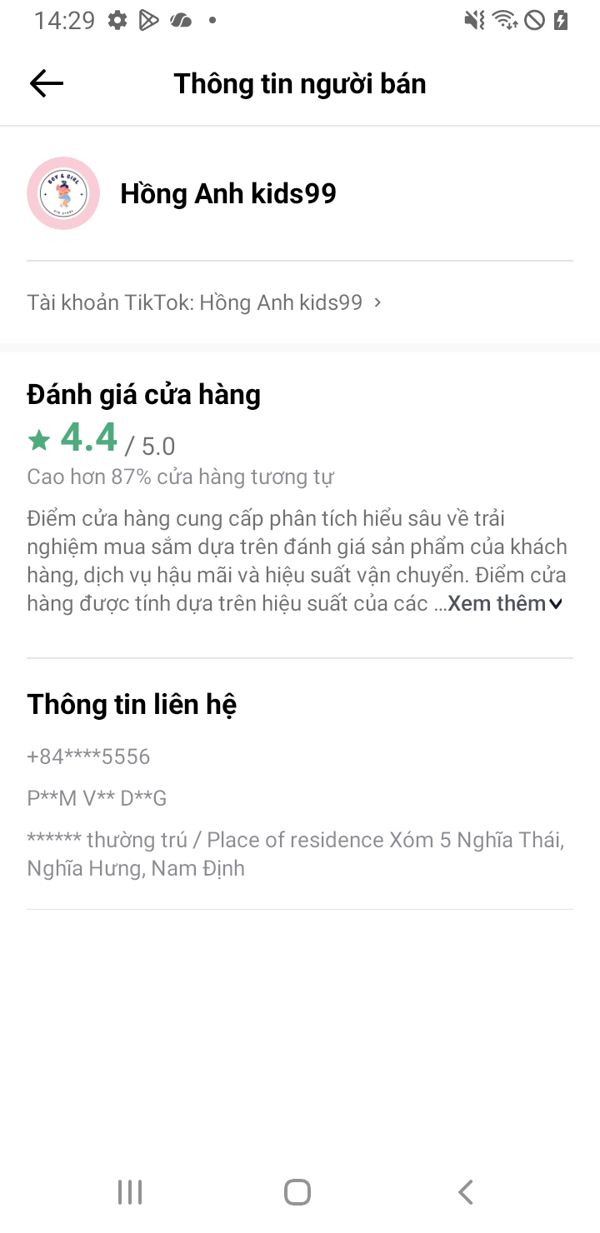 14:29
Thông tin người bán
BOY & GIRL
Hồng Anh kids99
Tài khoản TikTok: Hồng Anh kids99 >
Đánh giá cửa hàng
4.4 / 5.0
Cao hơn 87% cửa hàng tương tự
Điểm cửa hàng cung cấp phân tích hiểu sâu về trải
nghiệm mua sắm dựa trên đánh giá sản phẩm của khách
hàng, dịch vụ hậu mãi và hiệu suất vận chuyển. Điểm cửa
hàng được tính dựa trên hiệu suất của các ...Xem thêm
Thông tin liên hệ
+84****5556
P**M V** D**G
****** thường trú / Place of residence Xóm 5 Nghĩa Thái,
Nghĩa Hưng, Nam Định